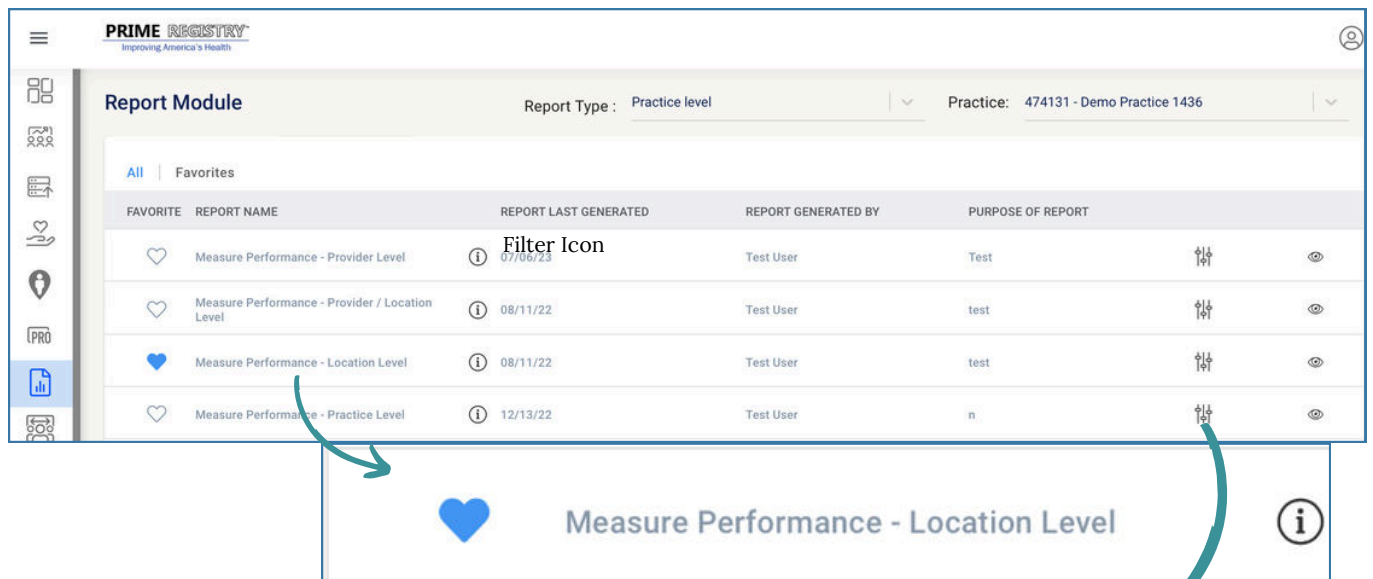 PRIME REGISTRY
Improving America's Health
Report Module
Report Type : Practice level
Practice: 474131 - Demo Practice 1436
All | Favorites
FAVORITE REPORT NAME REPORT LAST GENERATED REPORT GENERATED BY PURPOSE OF REPORT
Filter Icon
Measure Performance - Provider Level 07/06/23 Test User Test
Measure Performance - Provider / Location
Level 08/11/22 Test User test
Measure Performance - Location Level 08/11/22 Test User test
Measure Performance - Practice Level 12/13/22 Test User n
PRO
Measure Performance - Location Level